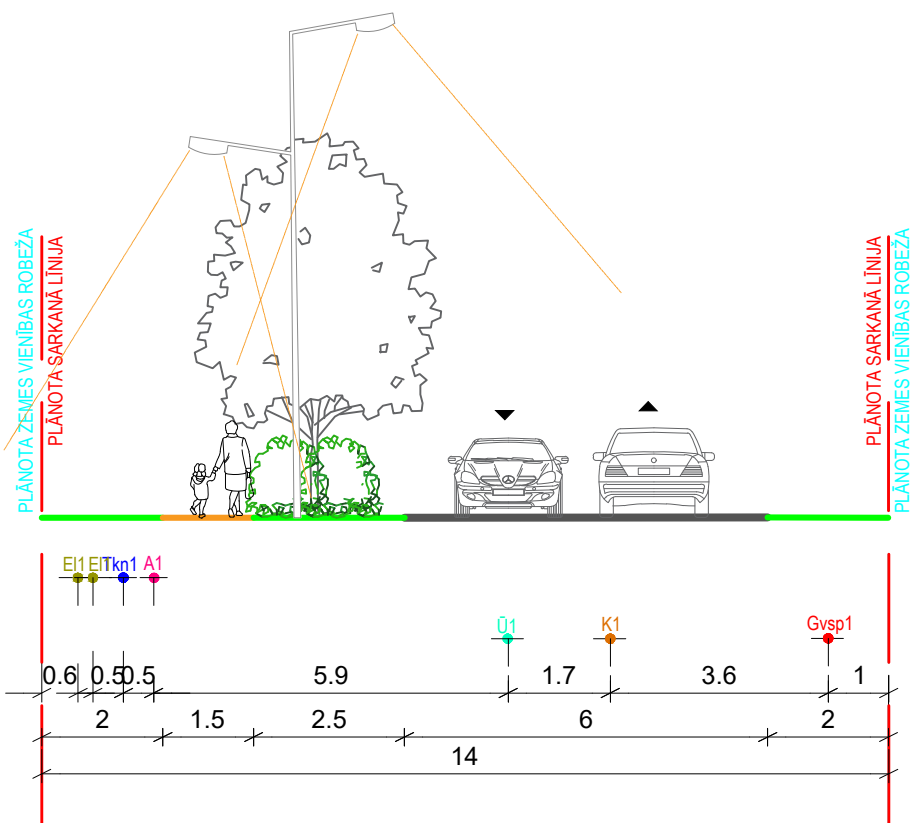 PLĀNOTA ZEMES VIENĪBAS ROBEŽA
PLĀNOTA SARKANĀ LĪNIJA
PLĀNOTA SARKANĀ LĪNIJA
PLĀNOTA ZEMES VIENĪBAS ROBEŽA
El1 El1 Tkn1 A1
Ū1 K1 Gvsp1
0.6 0.5 0.5 5.9 1.7 3.6 1
2 1.5 2.5 6 2
14